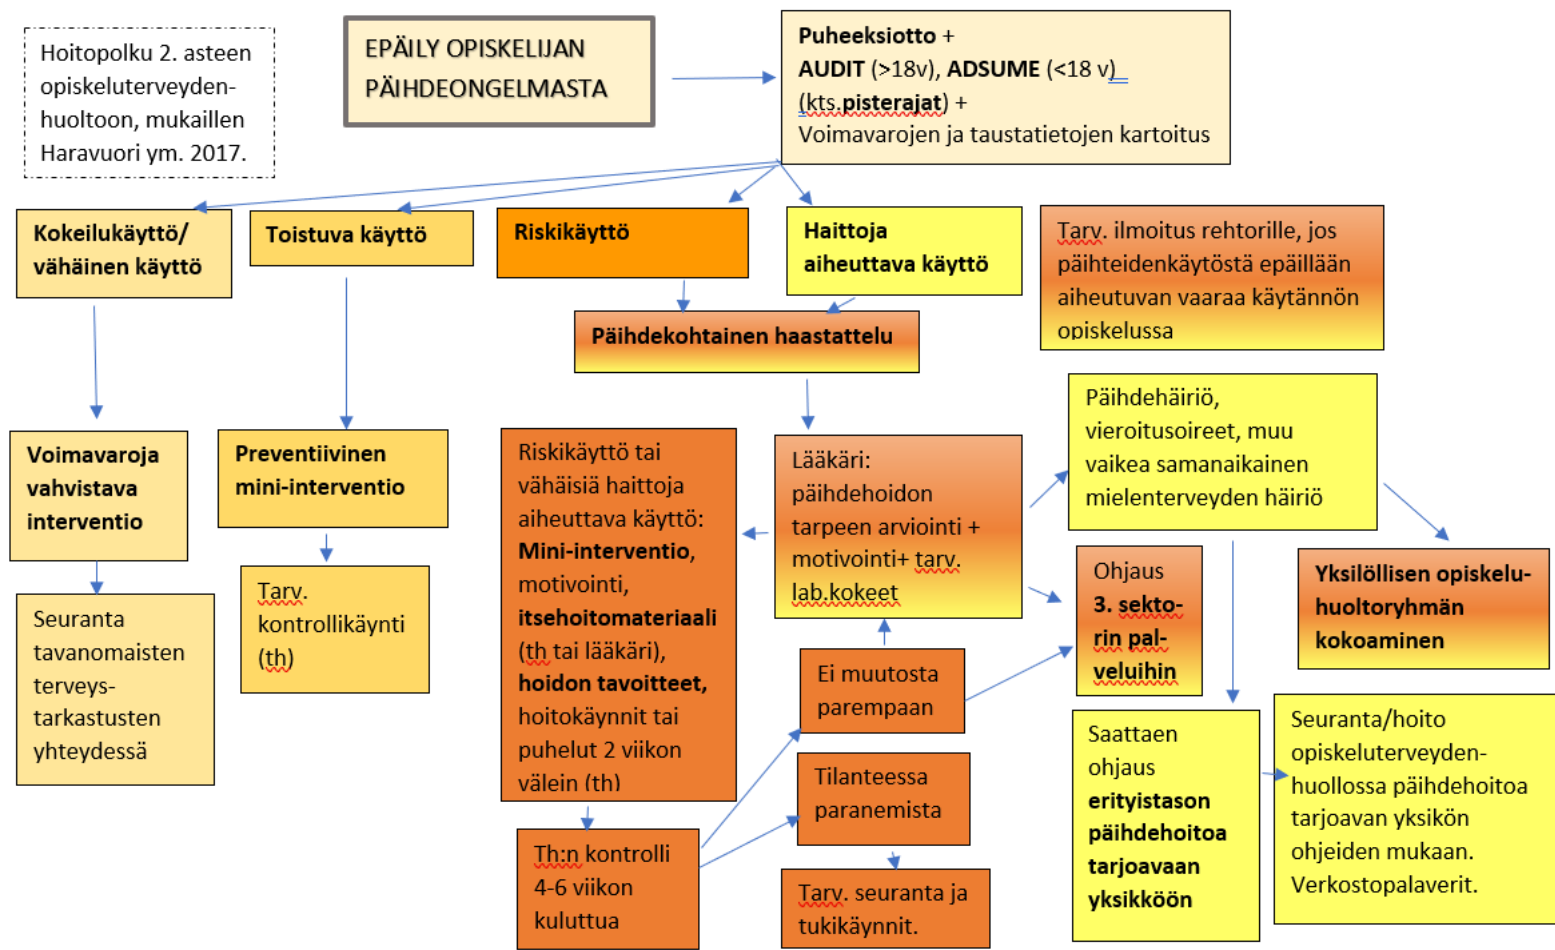 Hoitopolku 2. asteen
opiskeluterveyden-
huoltoon, mukaillen
Haravuori ym. 2017.
EPÄILY OPISKELIJAN
PÄIHDEONGELMASTA
Puheeksiotto +
AUDIT (>18v), ADSUME (<18 v)
(kts.pisterajat) +
Voimavarojen ja taustatietojen kartoitus
Kokeilukäyttö/
vähäinen käyttö
Toistuva käyttö
Riskikäyttö
Haittoja
aiheuttava käyttö
Tarv. ilmoitus rehtorille, jos
päihteidenkäytöstä epäillään
aiheutuvan vaaraa käytännön
opiskelussa
Päihdekohtainen haastattelu
Voimavaroja
vahvistava
interventio
Preventiivinen
mini-interventio
Riskikäyttö tai
vähäisiä haittoja
aiheuttava käyttö:
Mini-interventio,
motivointi,
itsehoitomateriaali
(th tai lääkäri),
hoidon tavoitteet,
hoitokäynnit tai
puhelut 2 viikon
välein (th)
Lääkäri:
päihdehoidon
tarpeen arviointi +
motivointi+ tarv.
lab.kokeet
Päihdehäiriö,
vieroitusoireet, muu
vaikea samanaikainen
mielenterveyden häiriö
Seuranta
tavanomaisten
terveys-
tarkastusten
yhteydessä
Tarv.
kontrollikäynti
(th)
Ohjaus
3. sekto-
rin pal-
veluihin
Yksilöllisen opiskelu-
huoltoryhmän
kokoaminen
Ei muutosta
parempaan
Tilanteessa
paranemista
Saattaen
ohjaus
erityistason
päihdehoitoa
tarjoavaan
yksikköön
Seuranta/hoito
opiskeluterveyden-
huollossa päihdehoitoa
tarjoavan yksikön
ohjeiden mukaan.
Verkostopalaverit.
Th:n kontrolli
4-6 viikon
kuluttua
Tarv. seuranta ja
tukikäynnit.